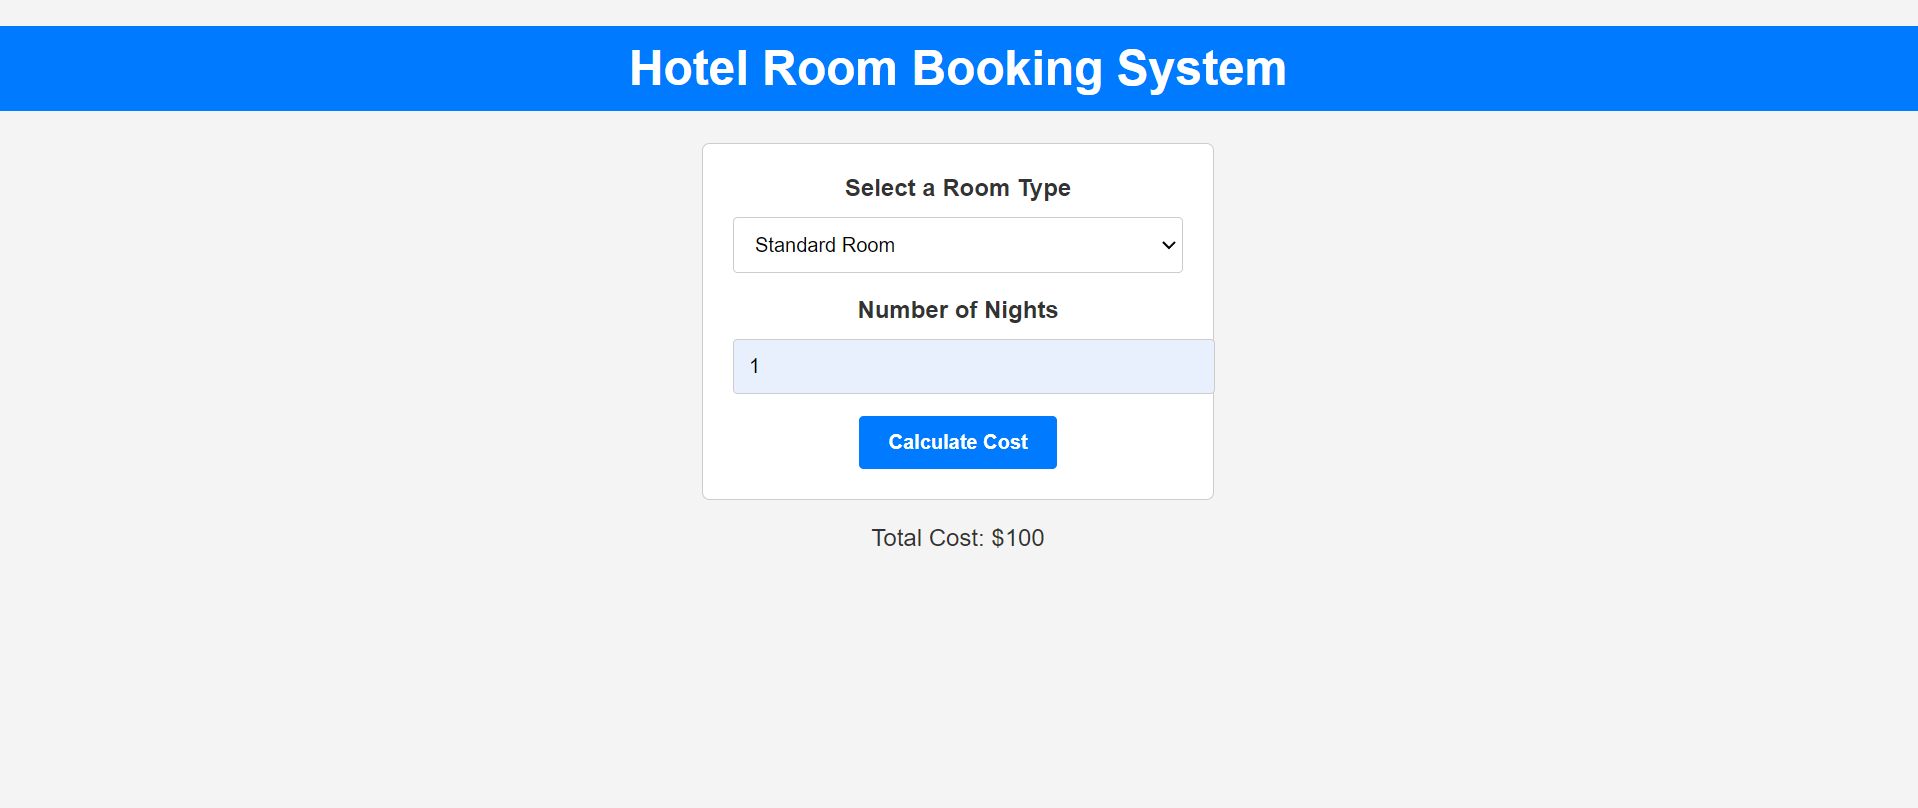 Hotel Room Booking System
Select a Room Type
Standard Room
Number of Nights
1
Calculate Cost
Total Cost: $100